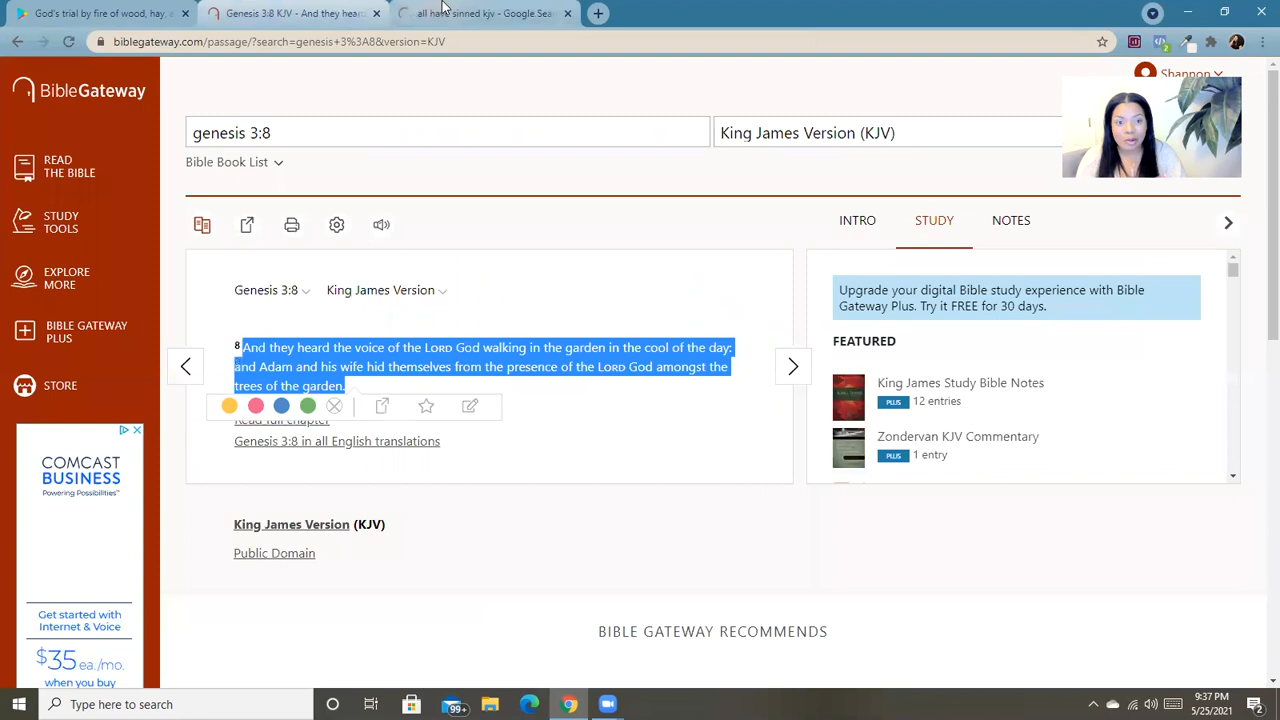 God's trial by fire of wood, hay,
Genesis 3:8 KJV - And they hear
all have sinned kjv - Google Sea
biblegateway.com/passage/?search=genesis+3%3A8&version=KJV
BibleGateway
Shannon
genesis 3:8
King James Version (KJV)
Bible Book List
READ
THE BIBLE
STUDY
TOOLS
EXPLORE
MORE
BIBLE GATEWAY
PLUS
STORE
INTRO
STUDY
NOTES
Genesis 3:8
King James Version
8 And they heard the voice of the LORD God walking in the garden in the cool of the day:
and Adam and his wife hid themselves from the presence of the LORD God amongst the
trees of the garden.
Read full chapter
Genesis 3:8 in all English translations
Upgrade your digital Bible study experience with Bible
Gateway Plus. Try it FREE for 30 days.
FEATURED
King James Study Bible Notes
PLUS 12 entries
Zondervan KJV Commentary
PLUS 1 entry
King James Version (KJV)
Public Domain
BIBLE GATEWAY RECOMMENDS
COMCAST
BUSINESS
Powering Possibilities™
Get started with
Internet & Voice
$35 ea./mo.
when you buy
Type here to search
99+
9:37 PM
5/25/2021
2